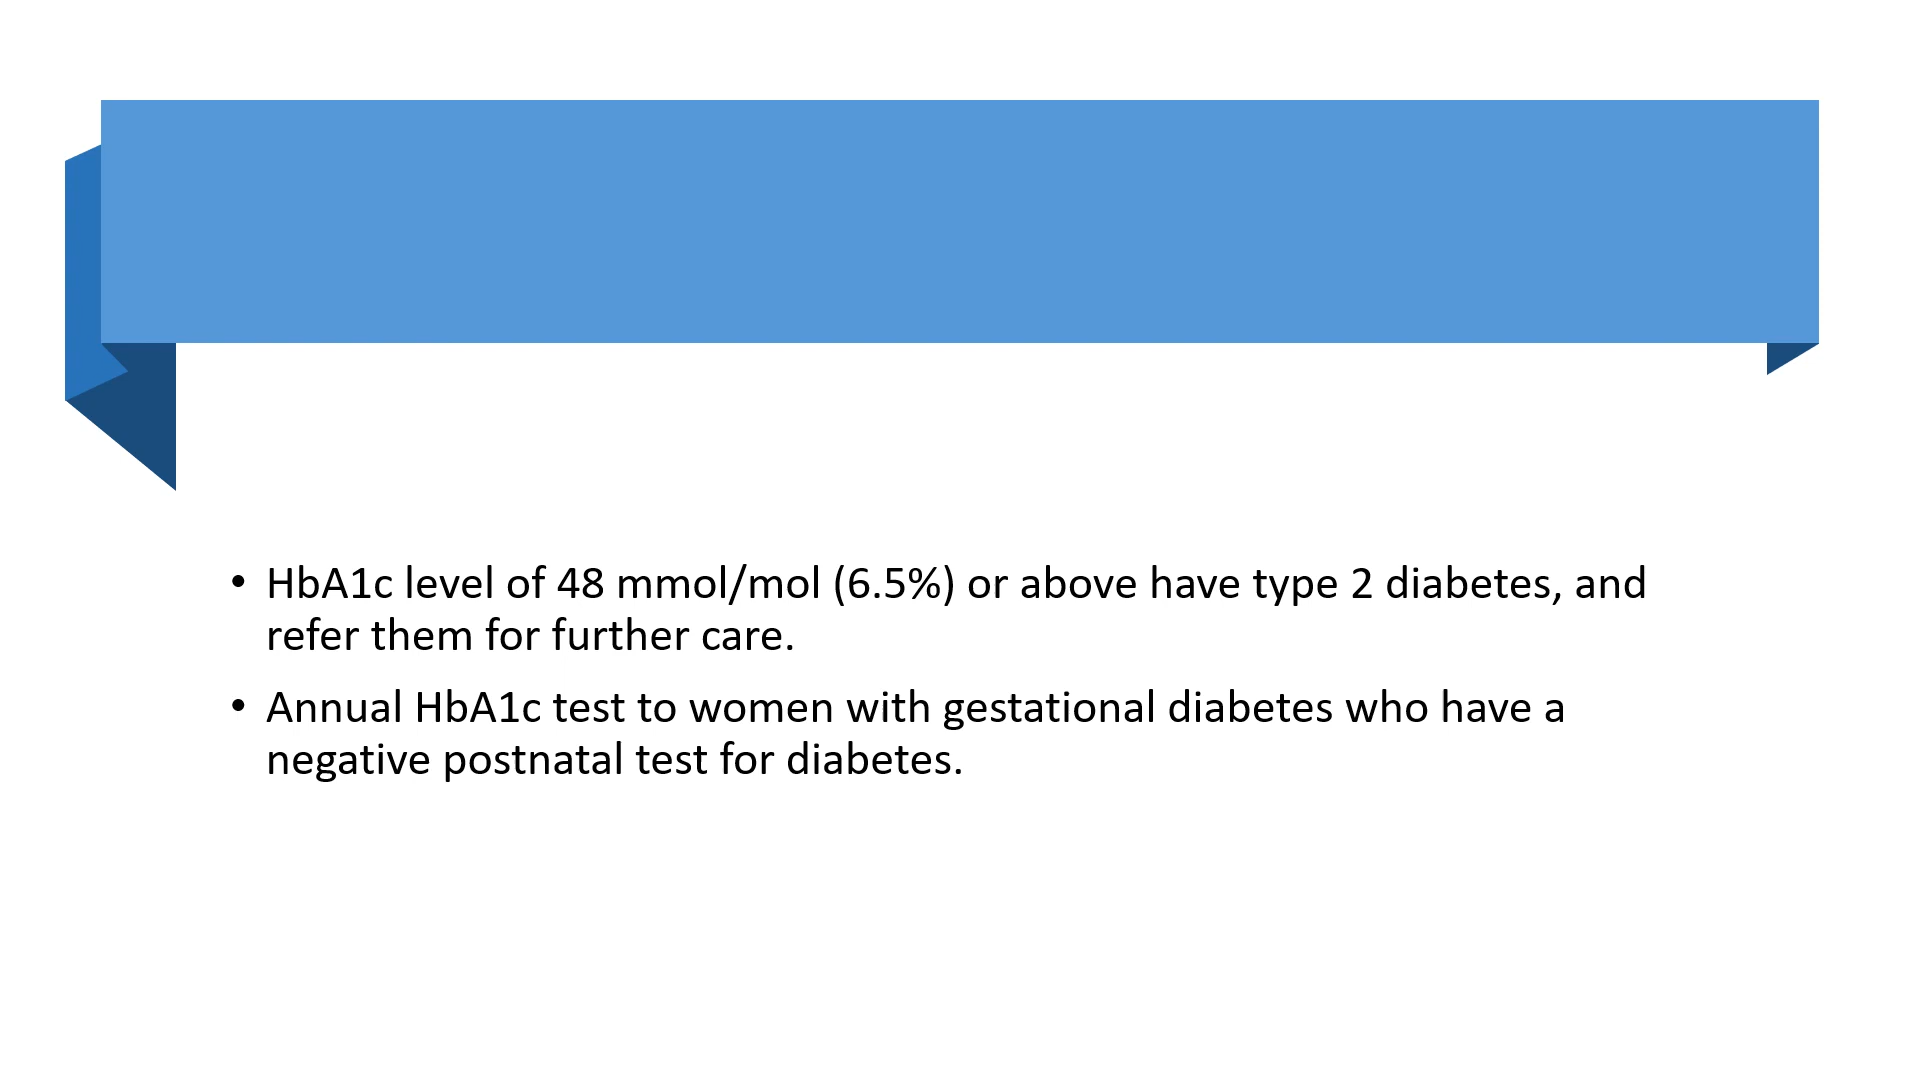 • HbA1c level of 48 mmol/mol (6.5%) or above have type 2 diabetes, and
refer them for further care.
• Annual HbA1c test to women with gestational diabetes who have a
negative postnatal test for diabetes.